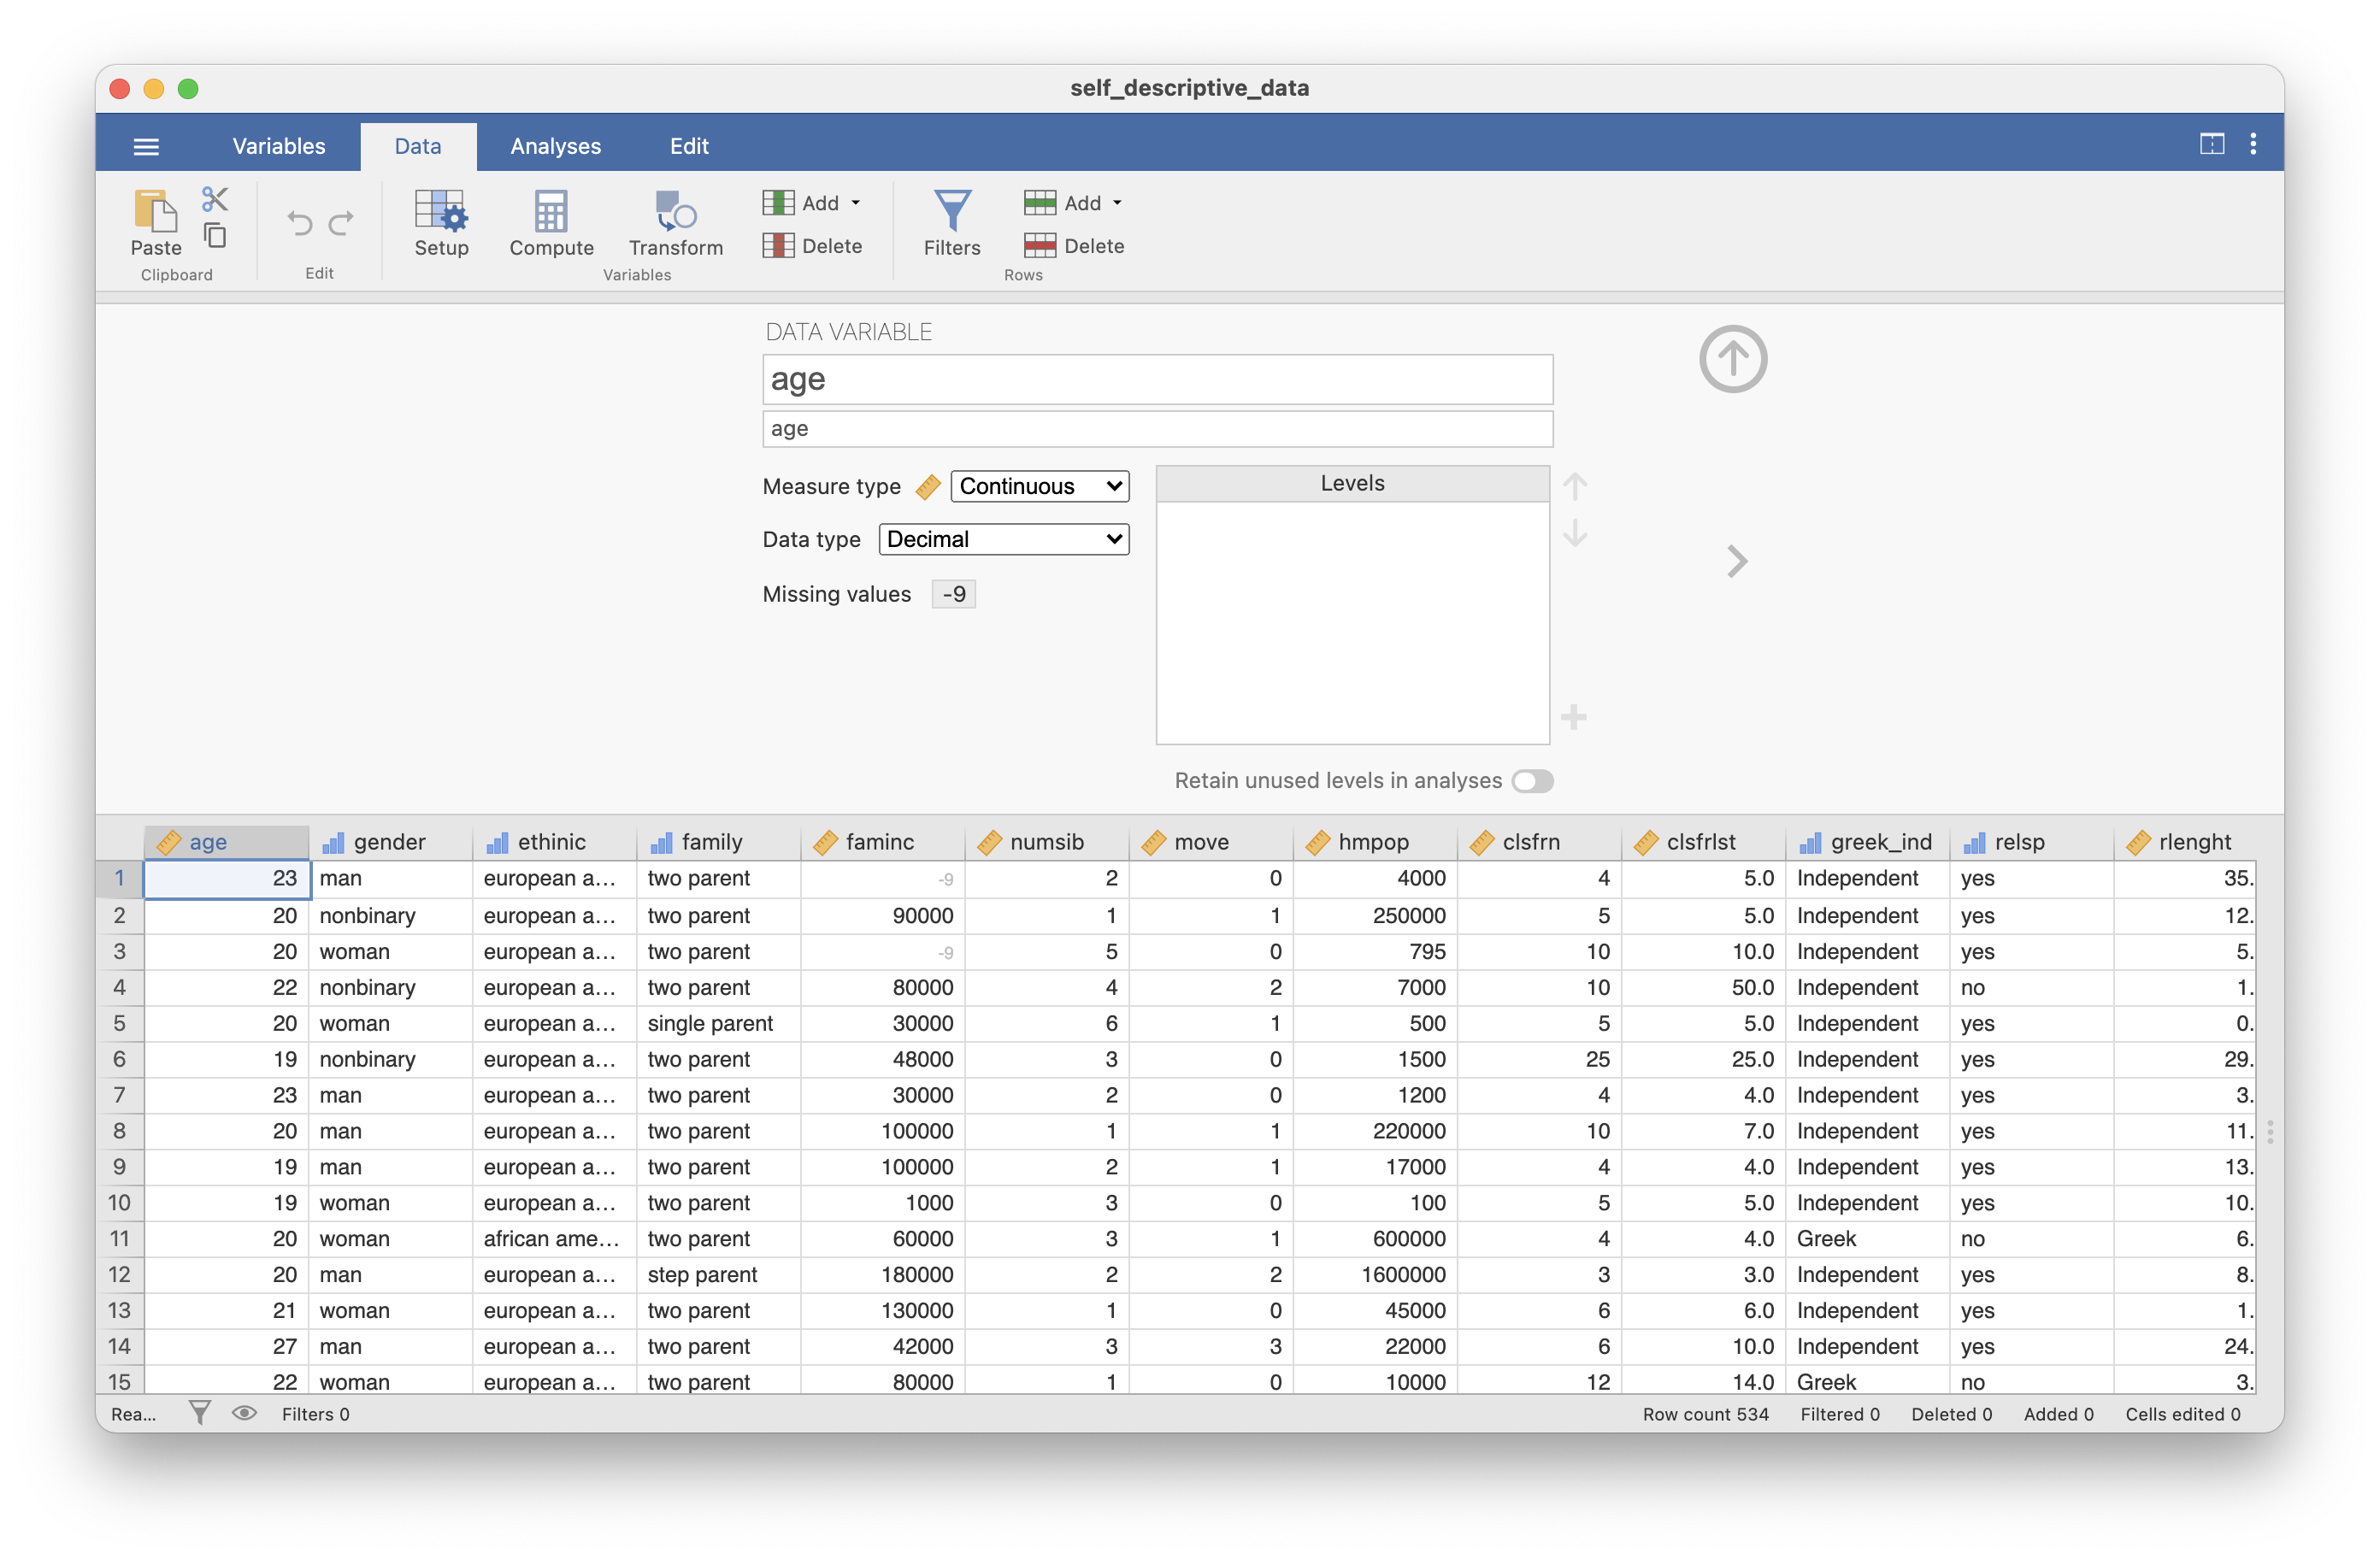 self_descriptive_data
Variables Data Analyses Edit
Paste Setup Compute Transform Add Delete Filters Add Delete
Clipboard Edit Variables Rows
DATA VARIABLE
age
age
Measure type Continuous Levels
Data type Decimal
Missing values -9
Retain unused levels in analyses
age gender ethinic family faminc numsib move hmpop clsfrn clsfrlst greek_ind relsp rlenght
1 23 man european a... two parent -9 2 0 4000 4 5.0 Independent yes 35.
2 20 nonbinary european a... two parent 90000 1 1 250000 5 5.0 Independent yes 12.
3 20 woman european a... two parent -9 5 0 795 10 10.0 Independent yes 5.
4 22 nonbinary european a... two parent 80000 4 2 7000 10 50.0 Independent no 1.
5 20 woman european a... single parent 30000 6 1 500 5 5.0 Independent yes 0.
6 19 nonbinary european a... two parent 48000 3 0 1500 25 25.0 Independent yes 29.
7 23 man european a... two parent 30000 2 0 1200 4 4.0 Independent yes 3.
8 20 man european a... two parent 100000 1 1 220000 10 7.0 Independent yes 11.
9 19 man european a... two parent 100000 2 1 17000 4 4.0 Independent yes 13.
10 19 woman european a... two parent 1000 3 0 100 5 5.0 Independent yes 10.
11 20 woman african ame... two parent 60000 3 1 600000 4 4.0 Greek no 6.
12 20 man european a... step parent 180000 2 2 1600000 3 3.0 Independent yes 8.
13 21 woman european a... two parent 130000 1 0 45000 6 6.0 Independent yes 1.
14 27 man european a... two parent 42000 3 3 22000 6 10.0 Independent yes 24.
15 22 woman european a... two parent 80000 1 0 10000 12 14.0 Greek no 3.
Rea... Filters 0 Row count 534 Filtered 0 Deleted 0 Added 0 Cells edited 0